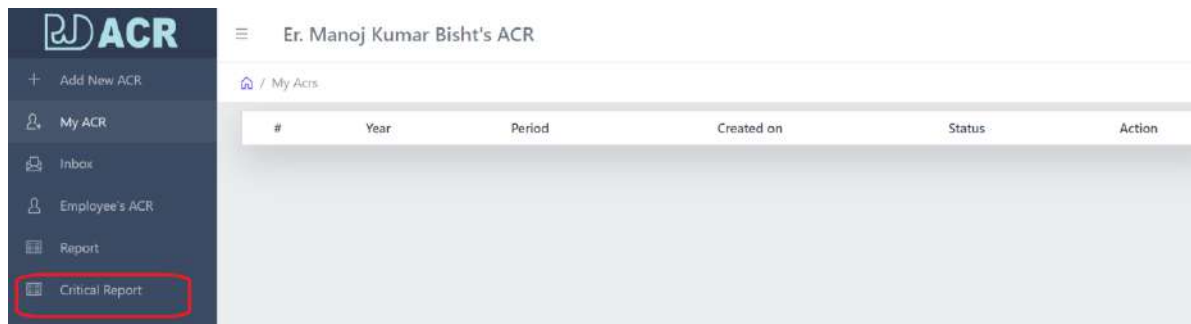 ACR
Er. Manoj Kumar Bisht's ACR
Add New ACR
/ My Acrs
My ACR
# Year Period Created on Status Action
Inbox
Employee's ACR
Report
Critical Report